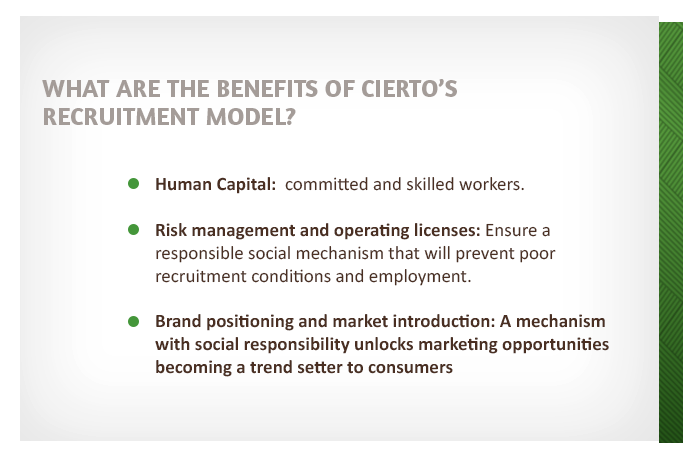 WHAT ARE THE BENEFITS OF CIERTO'S
RECRUITMENT MODEL?
Human Capital:  committed and skilled workers.
Risk management and operating licenses: Ensure a
responsible social mechanism that will prevent poor
recruitment conditions and employment.
Brand positioning and market introduction: A mechanism
with social responsibility unlocks marketing opportunities
becoming a trend setter to consumers